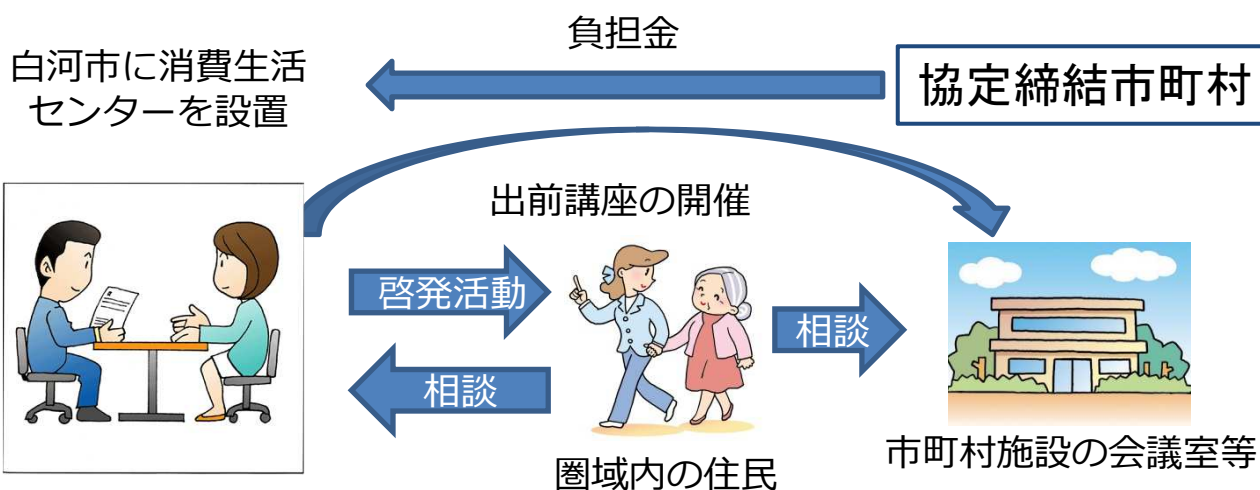 負担金
白河市に消費生活
センターを設置
協定締結市町村
出前講座の開催
啓発活動
相談
相談
圏域内の住民
市町村施設の会議室等